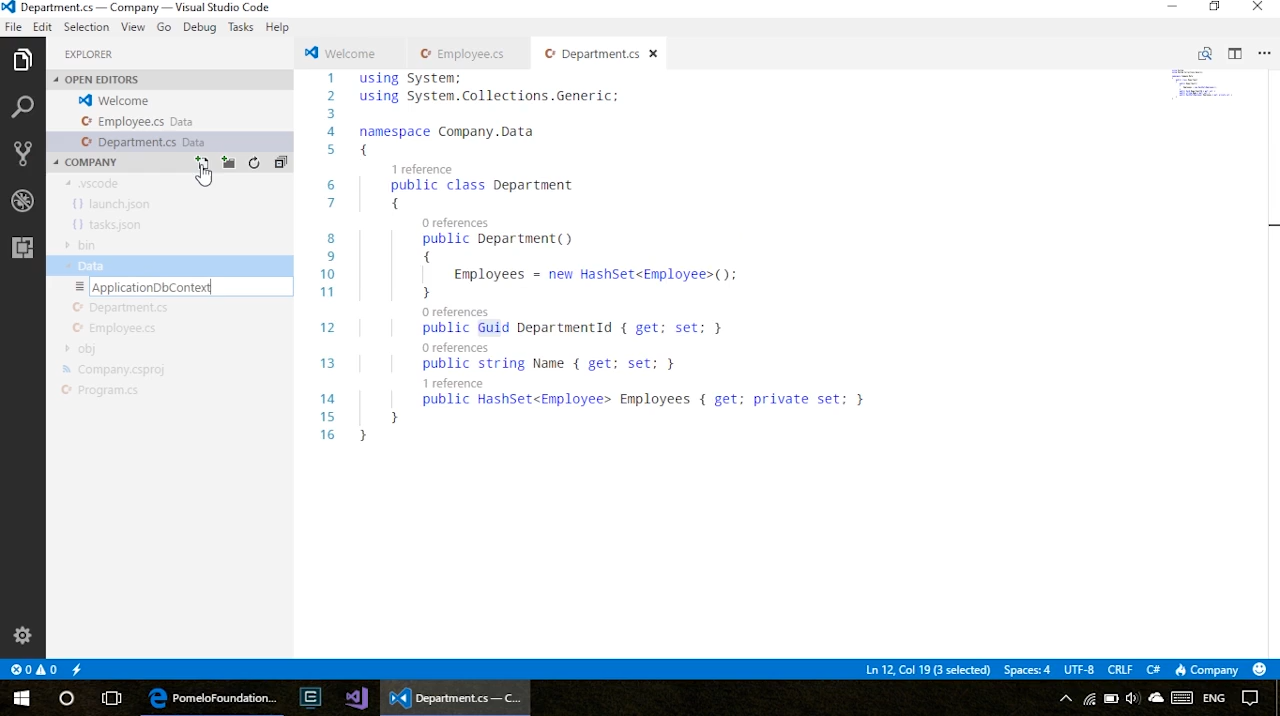 Department.cs — Company — Visual Studio Code
File Edit Selection View Go Debug Tasks Help
EXPLORER
OPEN EDITORS
Welcome
Employee.cs Data
Department.cs Data
COMPANY
.vscode
{} launch.json
{} tasks.json
bin
Data
ApplicationDbContext
Department.cs
Employee.cs
obj
Company.csproj
Program.cs
Welcome Employee.cs Department.cs
1 using System;
2 using System.Collections.Generic;
3
4 namespace Company.Data
5 {
1 reference
6 public class Department
7 {
0 references
8 public Department()
9 {
10 Employees = new HashSet<Employee>();
11 }
0 references
12 public Guid DepartmentId { get; set; }
0 references
13 public string Name { get; set; }
1 reference
14 public HashSet<Employee> Employees { get; private set; }
15 }
16 }
0 0 Ln 12, Col 19 (3 selected) Spaces: 4 UTF-8 CRLF C# Company
PomeloFoundation... Department.cs — C... ENG